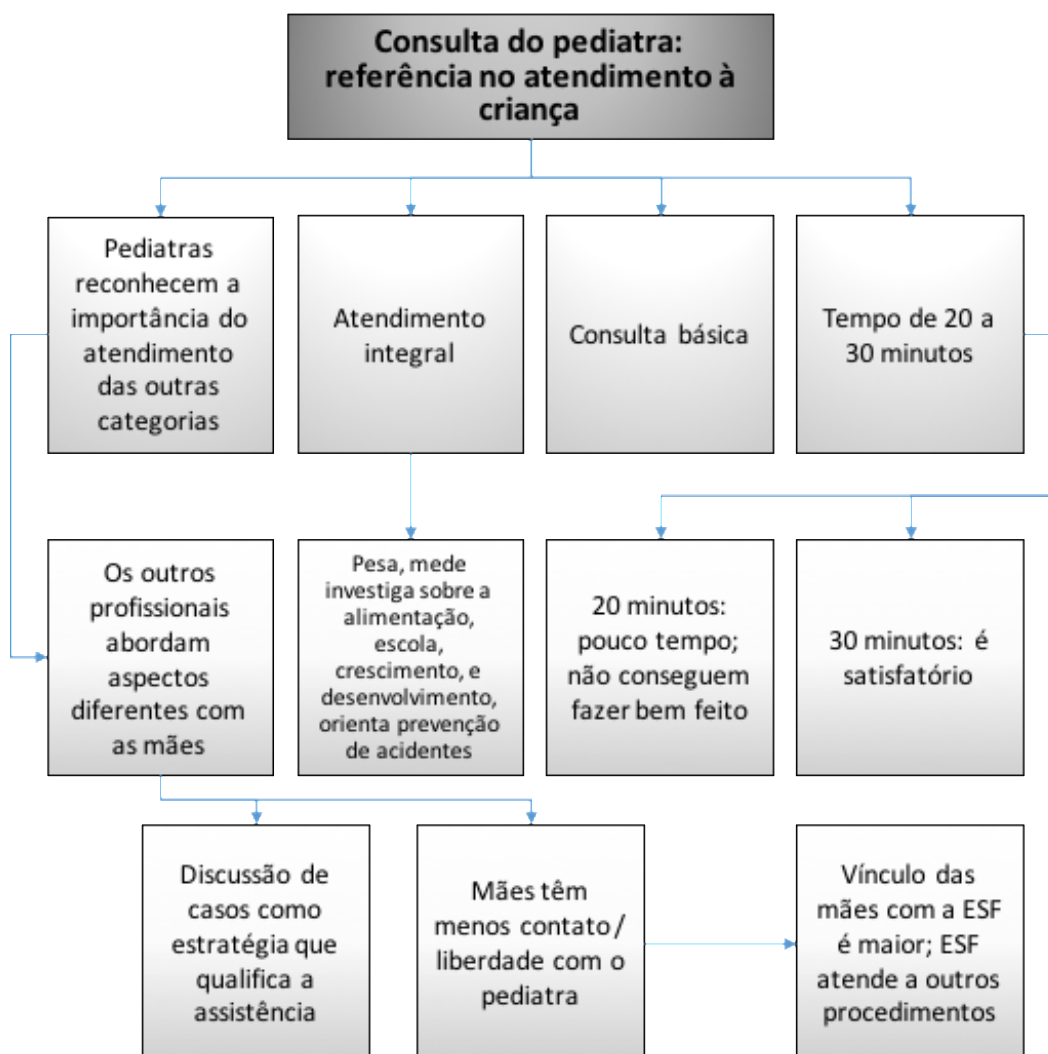 Consulta do pediatra:
referência no atendimento à
criança
Pediatras
reconhecem a
importância do
atendimento
das outras
categorias
Atendimento
integral
Consulta básica
Tempo de 20 a
30 minutos
Os outros
profissionais
abordam
aspectos
diferentes com
as mães
Pesa, mede
investiga sobre a
alimentação,
escola,
crescimento, e
desenvolvimento,
orienta prevenção
de acidentes
20 minutos:
pouco tempo;
não conseguem
fazer bem feito
30 minutos: é
satisfatório
Discussão de
casos como
estratégia que
qualifica a
assistência
Mães têm
menos contato/
liberdade com o
pediatra
Vínculo das
mães com a ESF
é maior; ESF
atende a outros
procedimentos